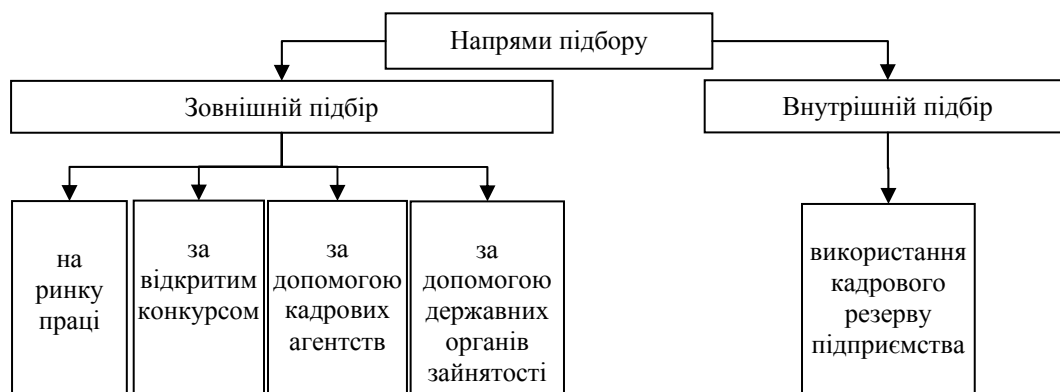 Напрями підбору
Зовнішній підбір
Внутрішній підбір
на
ринку
праці
за
відкритим
конкурсом
за
допомогою
кадрових
агентств
за
допомогою
державних
органів
зайнятості
використання
кадрового
резерву
підприємства